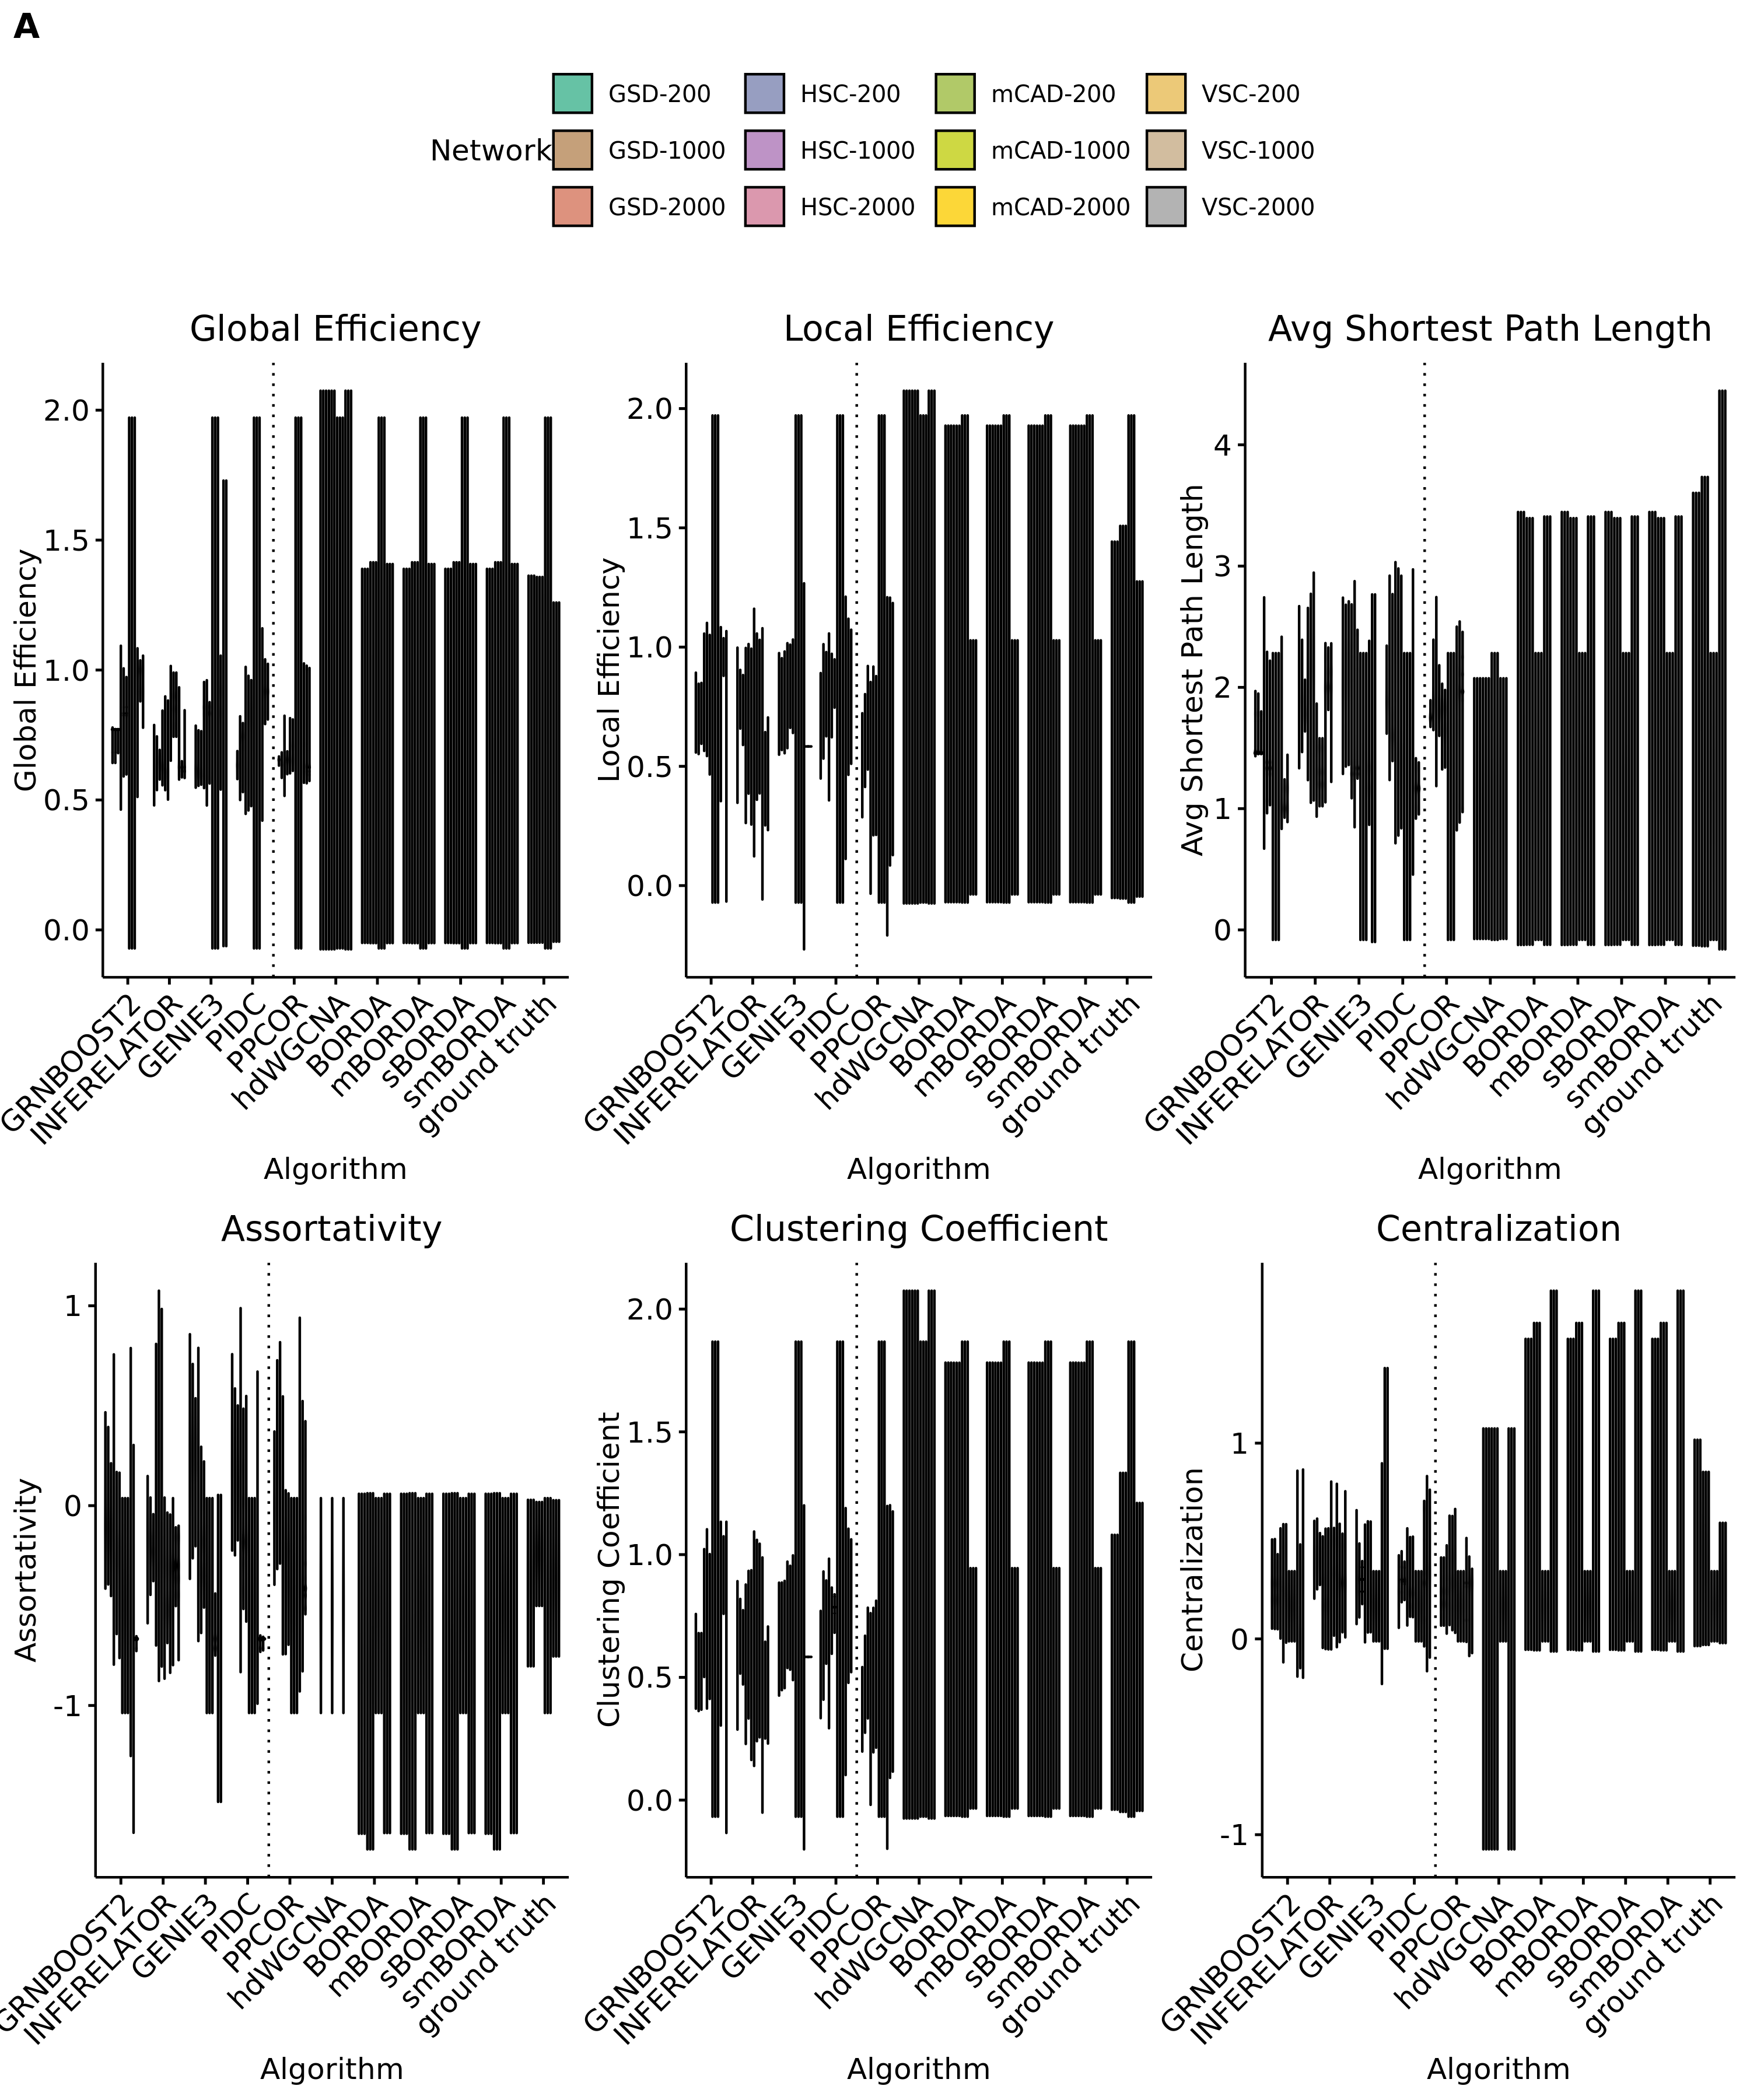 A
GSD-200 HSC-200 mCAD-200 VSC-200
Network GSD-1000 HSC-1000 mCAD-1000 VSC-1000
GSD-2000 HSC-2000 mCAD-2000 VSC-2000
Global Efficiency
Global Efficiency
2.0
1.5
1.0
0.5
0.0
GRNBOOST2
INFERELATOR
GENIE3
PIDC
PPCOR
hdWGCNA
BORDA
mBORDA
sBORDA
smBORDA
ground truth
Algorithm
Local Efficiency
Local Efficiency
2.0
1.5
1.0
0.5
0.0
GRNBOOST2
INFERELATOR
GENIE3
PIDC
PPCOR
hdWGCNA
BORDA
mBORDA
sBORDA
smBORDA
ground truth
Algorithm
Avg Shortest Path Length
Avg Shortest Path Length
4
3
2
1
0
GRNBOOST2
INFERELATOR
GENIE3
PIDC
PPCOR
hdWGCNA
BORDA
mBORDA
sBORDA
smBORDA
ground truth
Algorithm
Assortativity
Assortativity
1
0
-1
GRNBOOST2
INFERELATOR
GENIE3
PIDC
PPCOR
hdWGCNA
BORDA
mBORDA
sBORDA
smBORDA
ground truth
Algorithm
Clustering Coefficient
Clustering Coefficient
2.0
1.5
1.0
0.5
0.0
GRNBOOST2
INFERELATOR
GENIE3
PIDC
PPCOR
hdWGCNA
BORDA
mBORDA
sBORDA
smBORDA
ground truth
Algorithm
Centralization
Centralization
1
0
-1
GRNBOOST2
INFERELATOR
GENIE3
PIDC
PPCOR
hdWGCNA
BORDA
mBORDA
sBORDA
smBORDA
ground truth
Algorithm